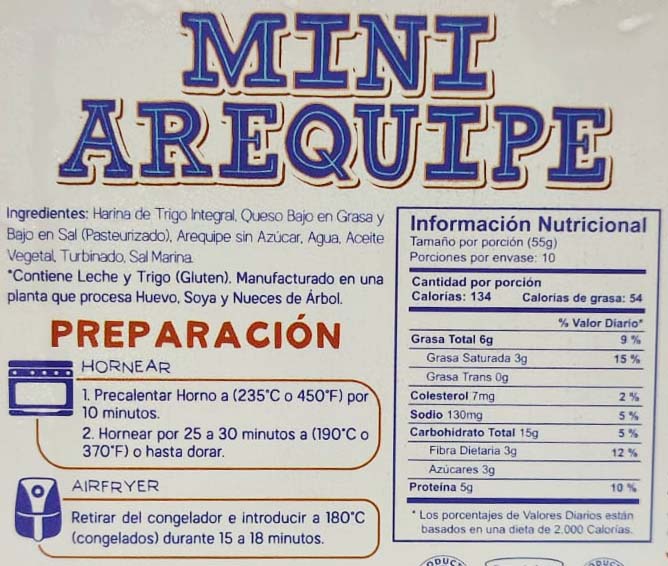 MINI
AREQUIPE
Ingredientes: Harina de Trigo Integral, Queso Bajo en Grasa y
Bajo en Sal (Pasteurizado), Arequipe sin Azúcar, Agua, Aceite
Vegetal, Turbinado, Sal Marina.
*Contiene Leche y Trigo (Gluten). Manufacturado en una
planta que procesa Huevo, Soya y Nueces de Árbol.
PREPARACIÓN
HORNEAR
1. Precalentar Horno a (235°C o 450°F) por
10 minutos.
2. Hornear por 25 a 30 minutos a (190°C o
370°F) o hasta dorar.
AIRFRYER
Retirar del congelador e introducir a 180°C
(congelados) durante 15 a 18 minutos.
Información Nutricional
Tamaño por porción (55g)
Porciones por envase: 10
Cantidad por porción
Calorías: 134 Calorías de grasa: 54
% Valor Diario*
Grasa Total 6g 9 %
Grasa Saturada 3g 15 %
Grasa Trans 0g
Colesterol 7mg 2 %
Sodio 130mg 5 %
Carbohidrato Total 15g 5 %
Fibra Dietaria 3g 12 %
Azúcares 3g
Proteína 5g 10 %
* Los porcentajes de Valores Diarios están
basados en una dieta de 2.000 Calorías.